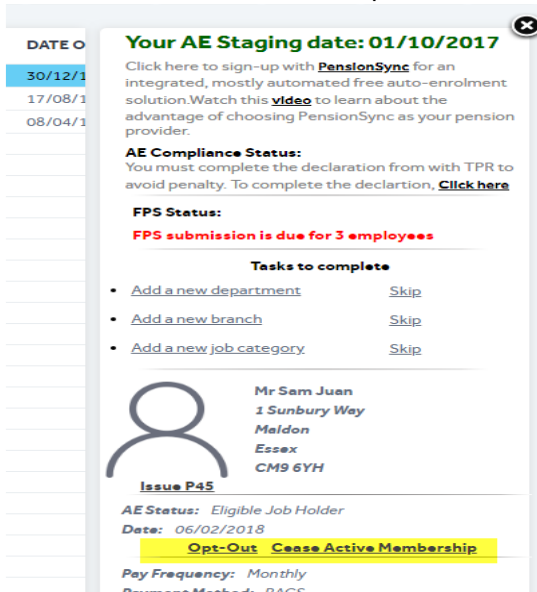 DATE O
30/12/1
17/08/1
08/04/1
Your AE Staging date: 01/10/2017
Click here to sign-up with PensionSync for an
integrated, mostly automated free auto-enrolment
solution.Watch this video to learn about the
advantage of choosing PensionSync as your pension
provider.
AE Compliance Status:
You must complete the declaration from with TPR to
avoid penalty. To complete the declartion, Click here
FPS Status:
FPS submission is due for 3 employees
Tasks to complete
• Add a new department Skip
• Add a new branch Skip
• Add a new job category Skip
Mr Sam Juan
1 Sunbury Way
Maldon
Essex
CM9 6YH
Issue P45
AE Status: Eligible Job Holder
Date: 06/02/2018
Opt-Out Cease Active Membership
Pay Frequency: Monthly
Payment Method: BACS